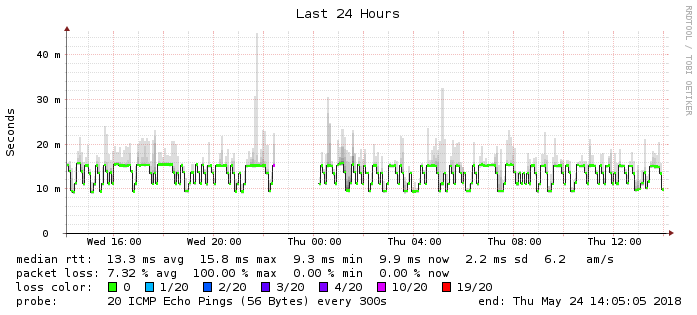 Last 24 Hours
RRDTOOL / TOBI OETIKER
Seconds
40 m
30 m
20 m
10 m
0
Wed 16:00 Wed 20:00 Thu 00:00 Thu 04:00 Thu 08:00 Thu 12:00
median rtt: 13.3 ms avg 15.8 ms max 9.3 ms min 9.9 ms now 2.2 ms sd 6.2 am/s
packet loss: 7.32 % avg 100.00 % max 0.00 % min 0.00 % now
loss color: 0 1/20 2/20 3/20 4/20 10/20 19/20
probe: 20 ICMP Echo Pings (56 Bytes) every 300s end: Thu May 24 14:05:05 2018